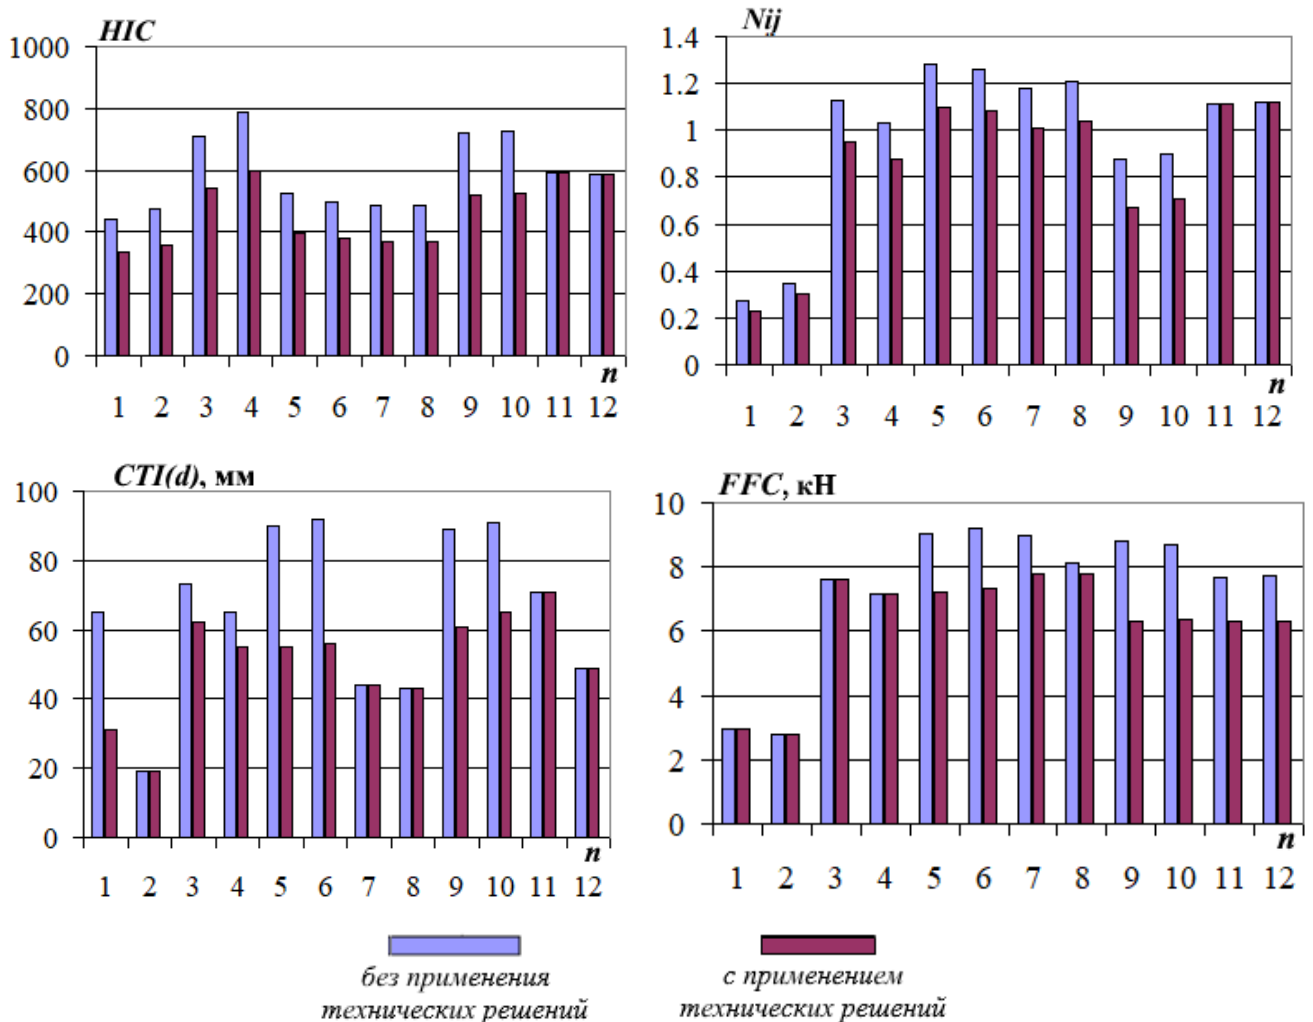 HIC
1000
800
600
400
200
0
n
1 2 3 4 5 6 7 8 9 10 11 12
Nij
1.4
1.2
1
0.8
0.6
0.4
0.2
0
n
1 2 3 4 5 6 7 8 9 10 11 12
CTI(d), мм
100
80
60
40
20
0
n
1 2 3 4 5 6 7 8 9 10 11 12
FFC, кН
10
8
6
4
2
0
n
1 2 3 4 5 6 7 8 9 10 11 12
без применения
технических решений
с применением
технических решений